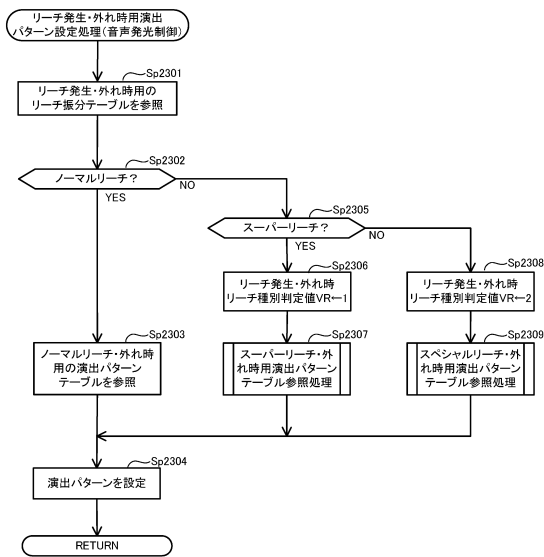 リーチ発生・外れ時用演出
パターン設定処理(音声発光制御)
Sp2301
リーチ発生・外れ時用の
リーチ振分テーブルを参照
Sp2302
ノーマルリーチ?
NO
YES
Sp2305
スーパーリーチ?
NO
YES
Sp2306
リーチ発生・外れ時
リーチ種別判定値VR←1
Sp2308
リーチ発生・外れ時
リーチ種別判定値VR←2
Sp2303
ノーマルリーチ・外れ時
用の演出パターン
テーブルを参照
Sp2307
スーパーリーチ・外
れ時用演出パターン
テーブル参照処理
Sp2309
スペシャルリーチ・外
れ時用演出パターン
テーブル参照処理
Sp2304
演出パターンを設定
RETURN